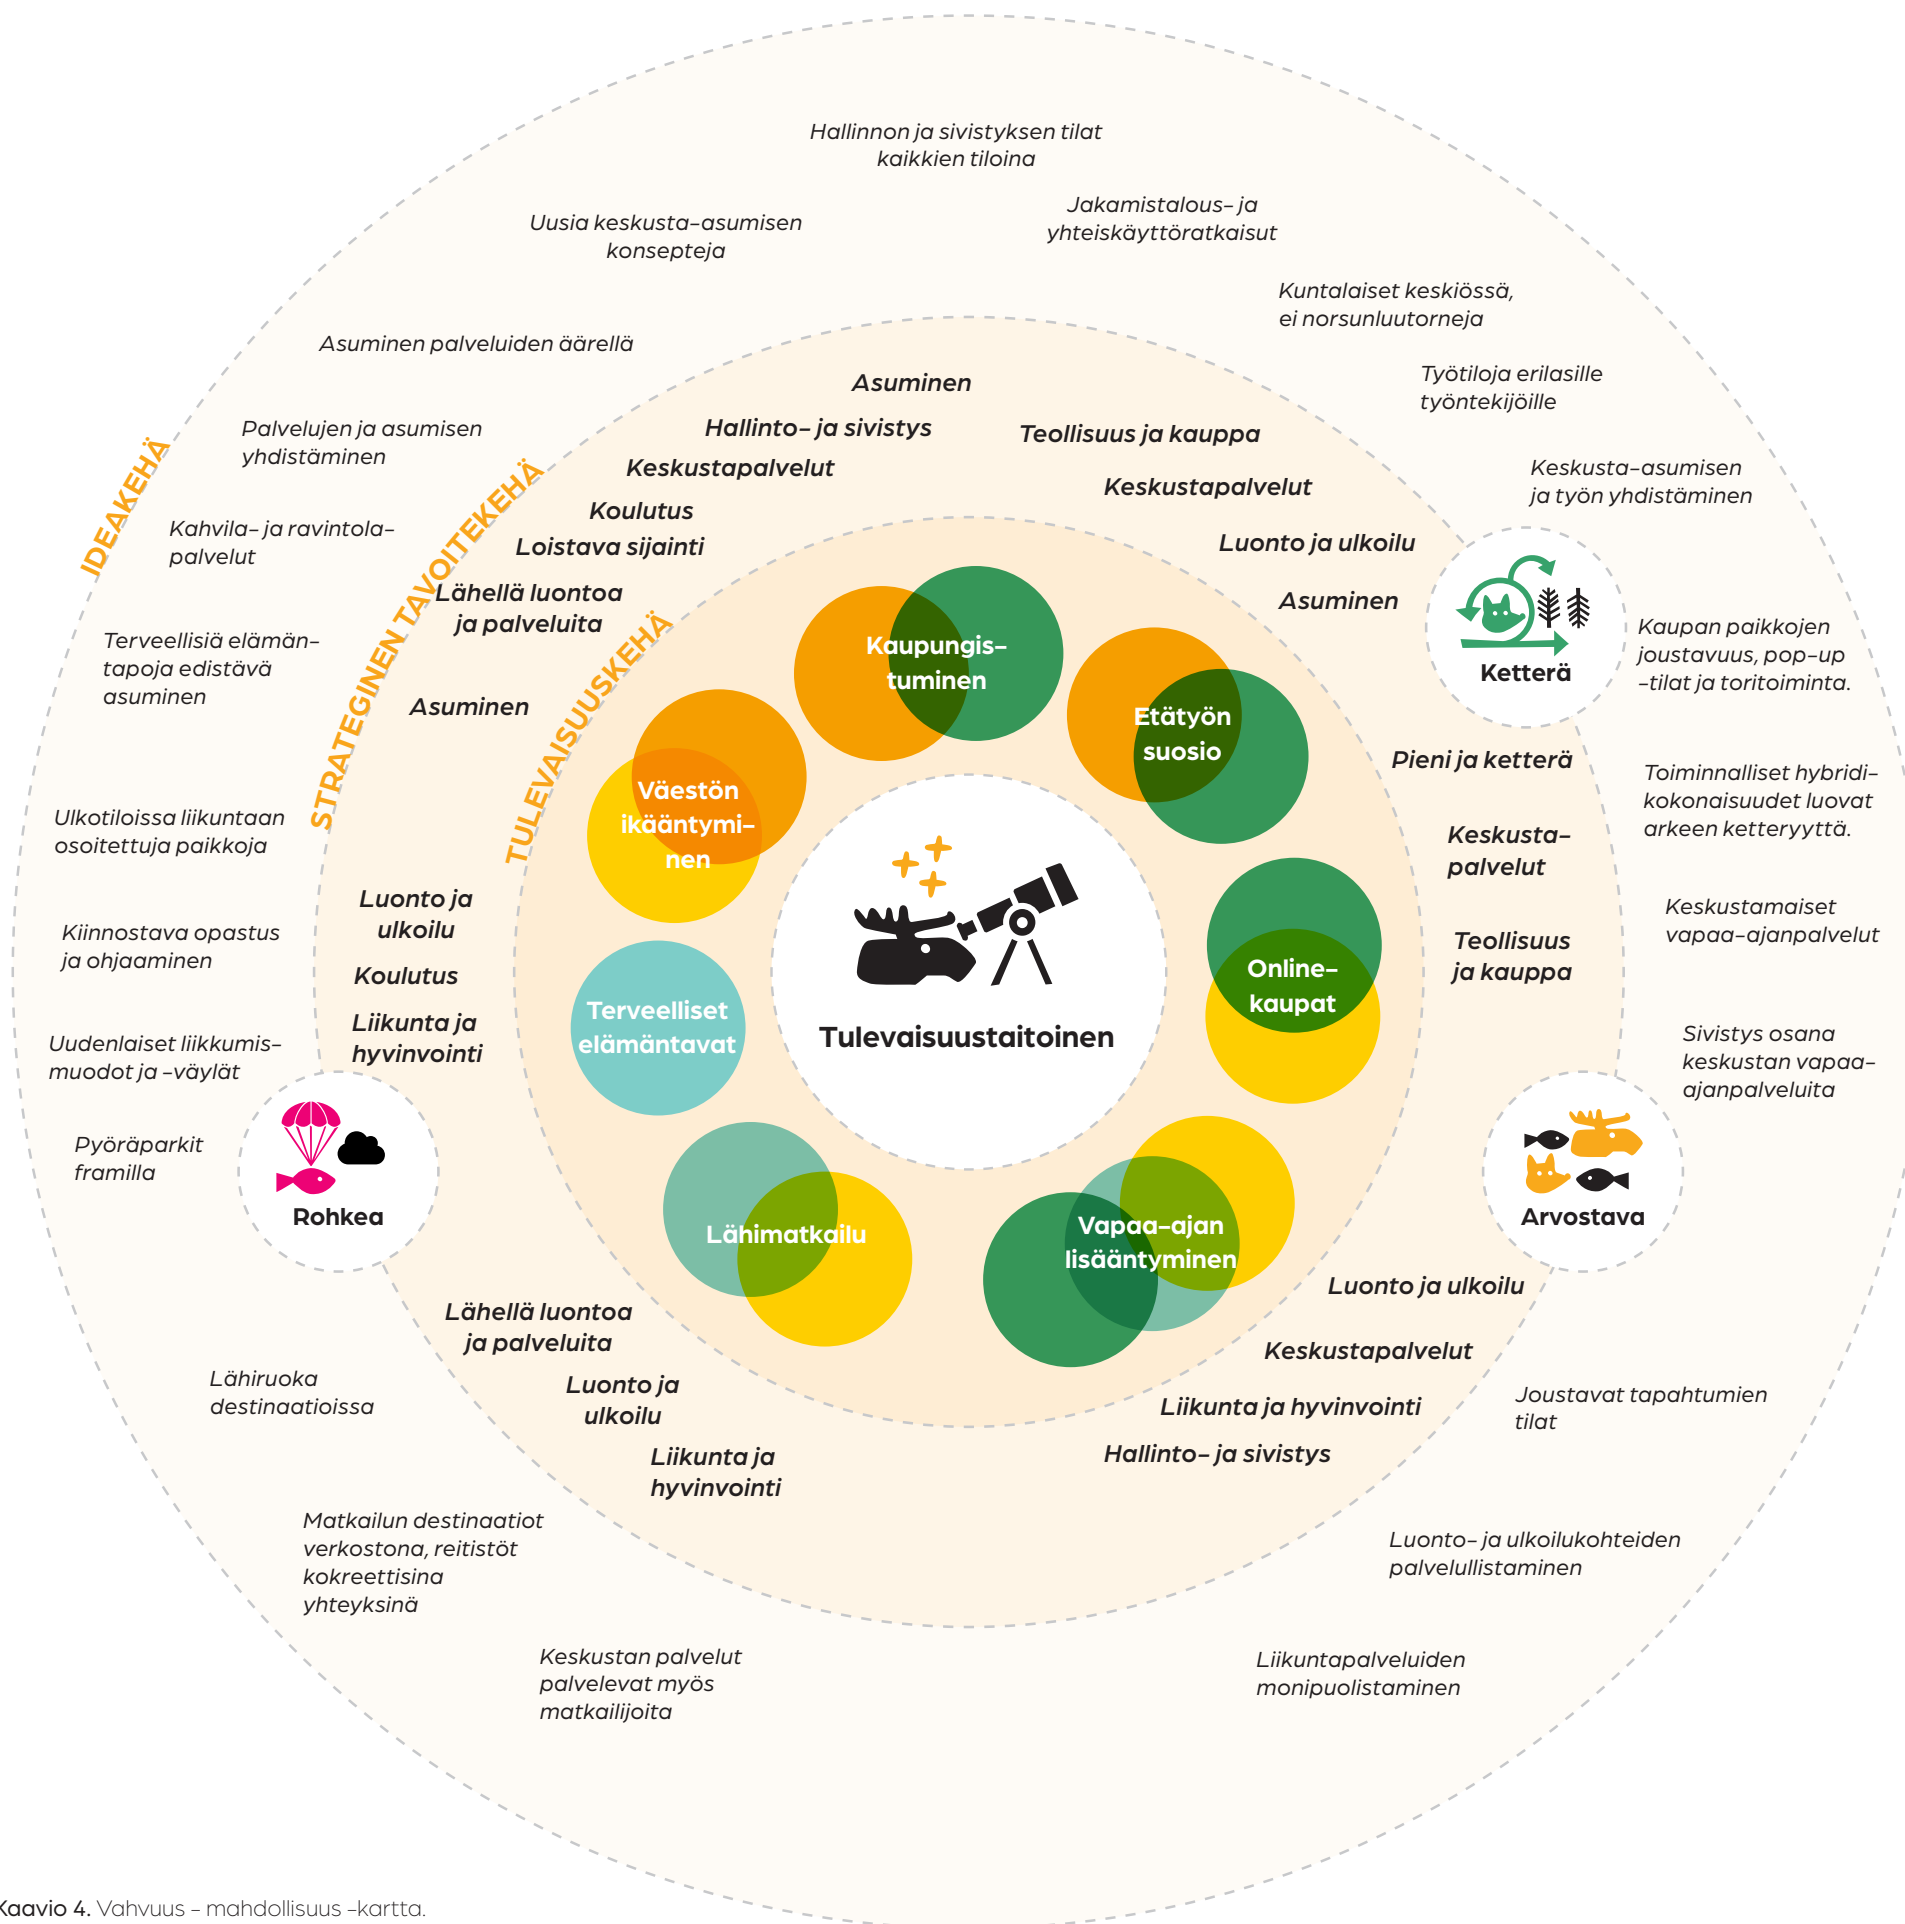 Hallinnon ja sivistyksen tilat
kaikkien tiloina
Uusia keskusta-asumisen
konsepteja
Jakamistalous- ja
yhteiskäyttöratkaisut
Kuntalaiset keskiössä,
ei norsunluutorneja
Asuminen palveluiden äärellä
Työtiloja erilasille
työntekijöille
Palvelujen ja asumisen
yhdistäminen
Keskusta-asumisen
ja työn yhdistäminen
Kahvila- ja ravintola-
palvelut
Terveellisiä elämän-
tapoja edistävä
asuminen
Kaupan paikkojen
joustavuus, pop-up
-tilat ja toritoiminta.
Ulkotiloissa liikuntaan
osoitettuja paikkoja
Toiminnalliset hybridi-
kokonaisuudet luovat
arkeen ketteryyttä.
Kiinnostava opastus
ja ohjaaminen
Keskustamaiset
vapaa-ajanpalvelut
Uudenlaiset liikkumis-
muodot ja -väylät
Sivistys osana
keskustan vapaa-
ajanpalveluita
Pyöräparkit
framilla
Lähiruoka
destinaatioissa
Joustavat tapahtumien
tilat
Matkailun destinaatiot
verkostona, reitistöt
kokreettisina
yhteyksinä
Luonto- ja ulkoilukohteiden
palvelullistaminen
Keskustan palvelut
palvelevat myös
matkailijoita
Liikuntapalveluiden
monipuolistaminen
IDEAKEHÄ
STRATEGINEN TAVOITEKEHÄ
TULEVAISUUSKEHÄ
Asuminen
Hallinto- ja sivistys
Keskustapalvelut
Koulutus
Loistava sijainti
Lähellä luontoa
ja palveluita
Asuminen
Teollisuus ja kauppa
Keskustapalvelut
Luonto ja ulkoilu
Asuminen
Pieni ja ketterä
Keskusta-
palvelut
Teollisuus
ja kauppa
Luonto ja
ulkoilu
Koulutus
Liikunta ja
hyvinvointi
Lähellä luontoa
ja palveluita
Luonto ja
ulkoilu
Liikunta ja
hyvinvointi
Luonto ja ulkoilu
Keskustapalvelut
Liikunta ja hyvinvointi
Hallinto- ja sivistys
Ketterä
Arvostava
Rohkea
Kaupungis-
tuminen
Etätyön
suosio
Väestön
ikääntymi-
nen
Online-
kaupat
Terveelliset
elämäntavat
Lähimatkailu
Vapaa-ajan
lisääntyminen
Tulevaisuustaitoinen
Kaavio 4. Vahvuus - mahdollisuus -kartta.